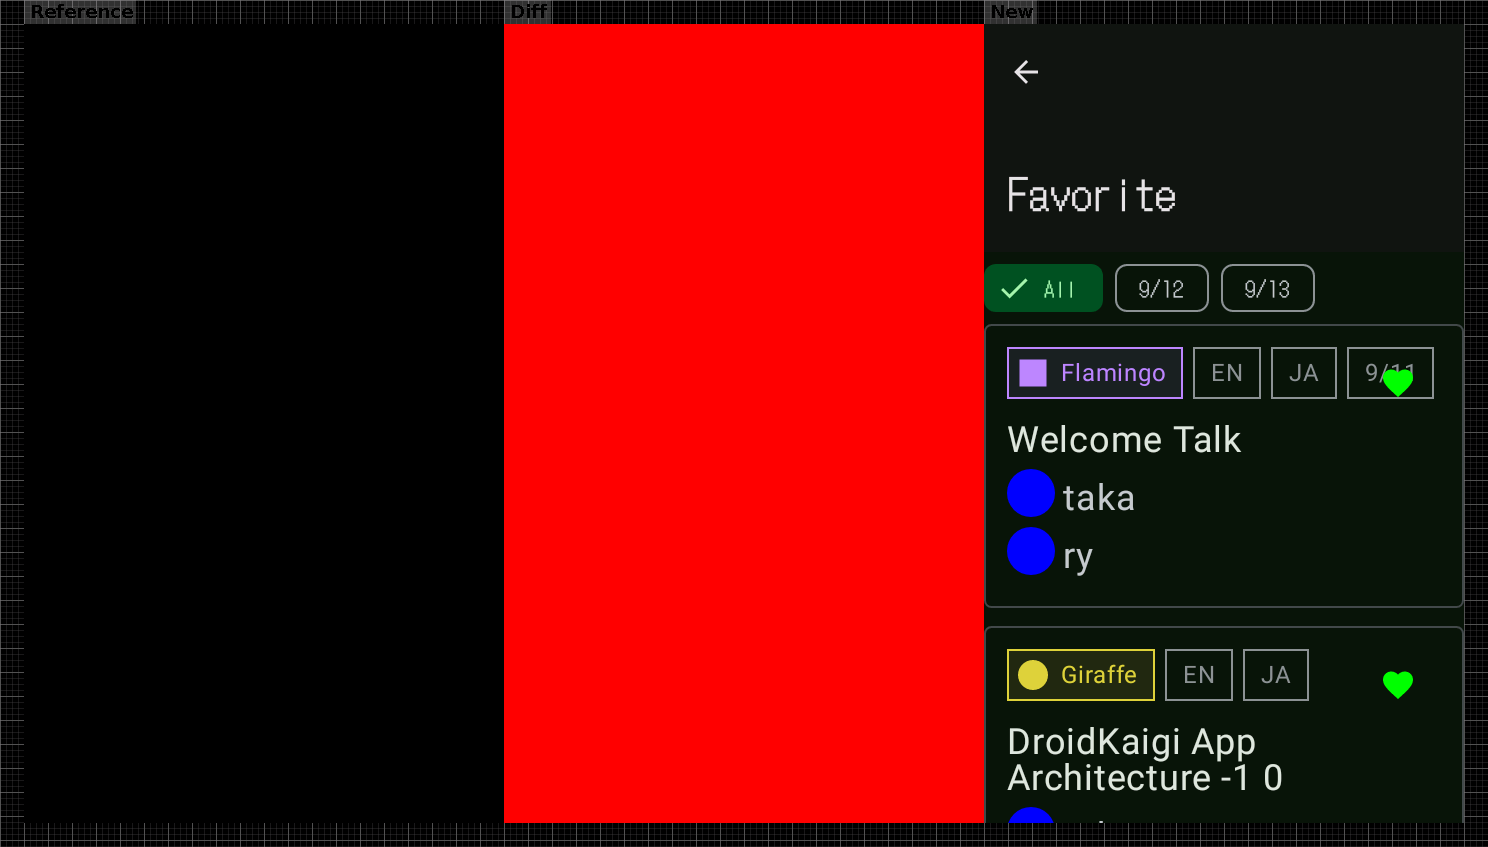 Reference Diff New
Favorite
All 9/12 9/13
Flamingo EN JA 9/11
Welcome Talk
taka
ry
Giraffe EN JA
DroidKaigi App
Architecture -1 0